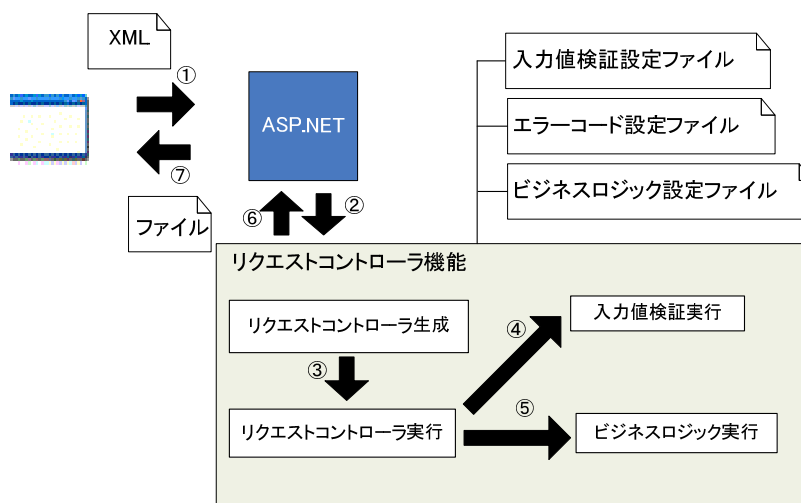 XML
①
ASP.NET
⑦
ファイル
⑥
②
入力値検証設定ファイル
エラーコード設定ファイル
ビジネスロジック設定ファイル
リクエストコントローラ機能
リクエストコントローラ生成
③
リクエストコントローラ実行
④
入力値検証実行
⑤
ビジネスロジック実行